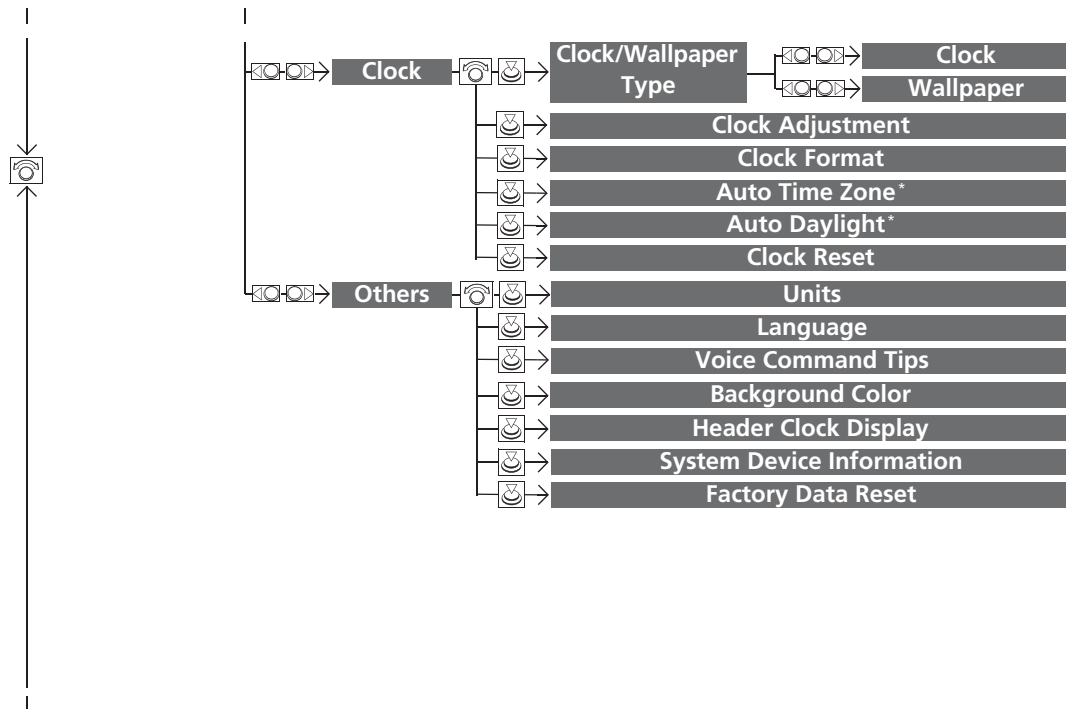 Clock
Clock/Wallpaper
Type
Clock
Wallpaper
Clock Adjustment
Clock Format
Auto Time Zone*
Auto Daylight*
Clock Reset
Others
Units
Language
Voice Command Tips
Background Color
Header Clock Display
System Device Information
Factory Data Reset